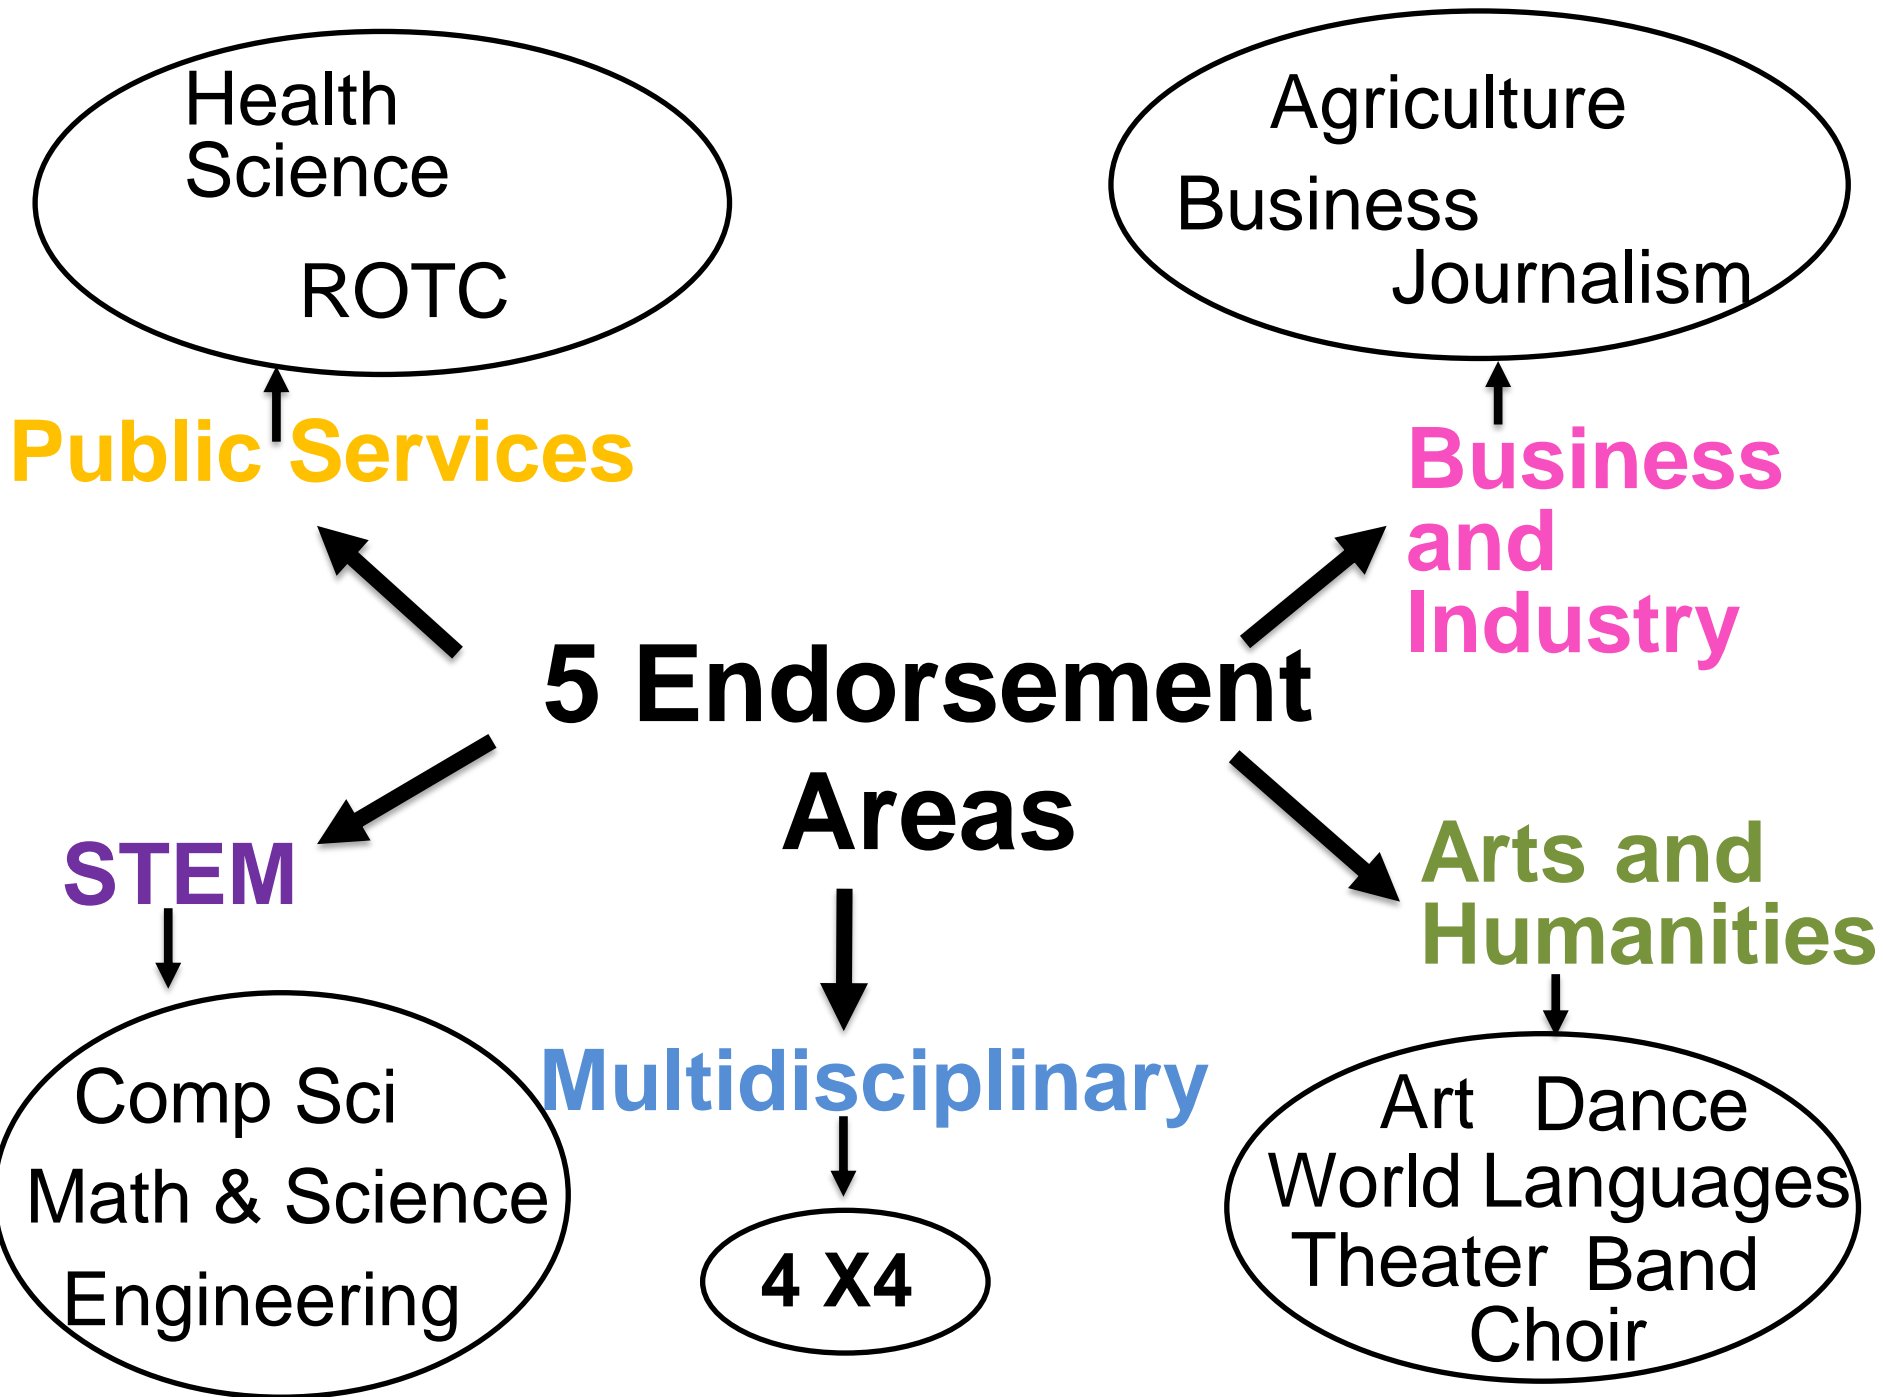 Health
Science
ROTC
Agriculture
Business
Journalism
Public Services
Business
and
Industry
5 Endorsement
Areas
STEM
Arts and
Humanities
Multidisciplinary
Comp Sci
Math & Science
Engineering
4 X4
Art Dance
World Languages
Theater Band
Choir